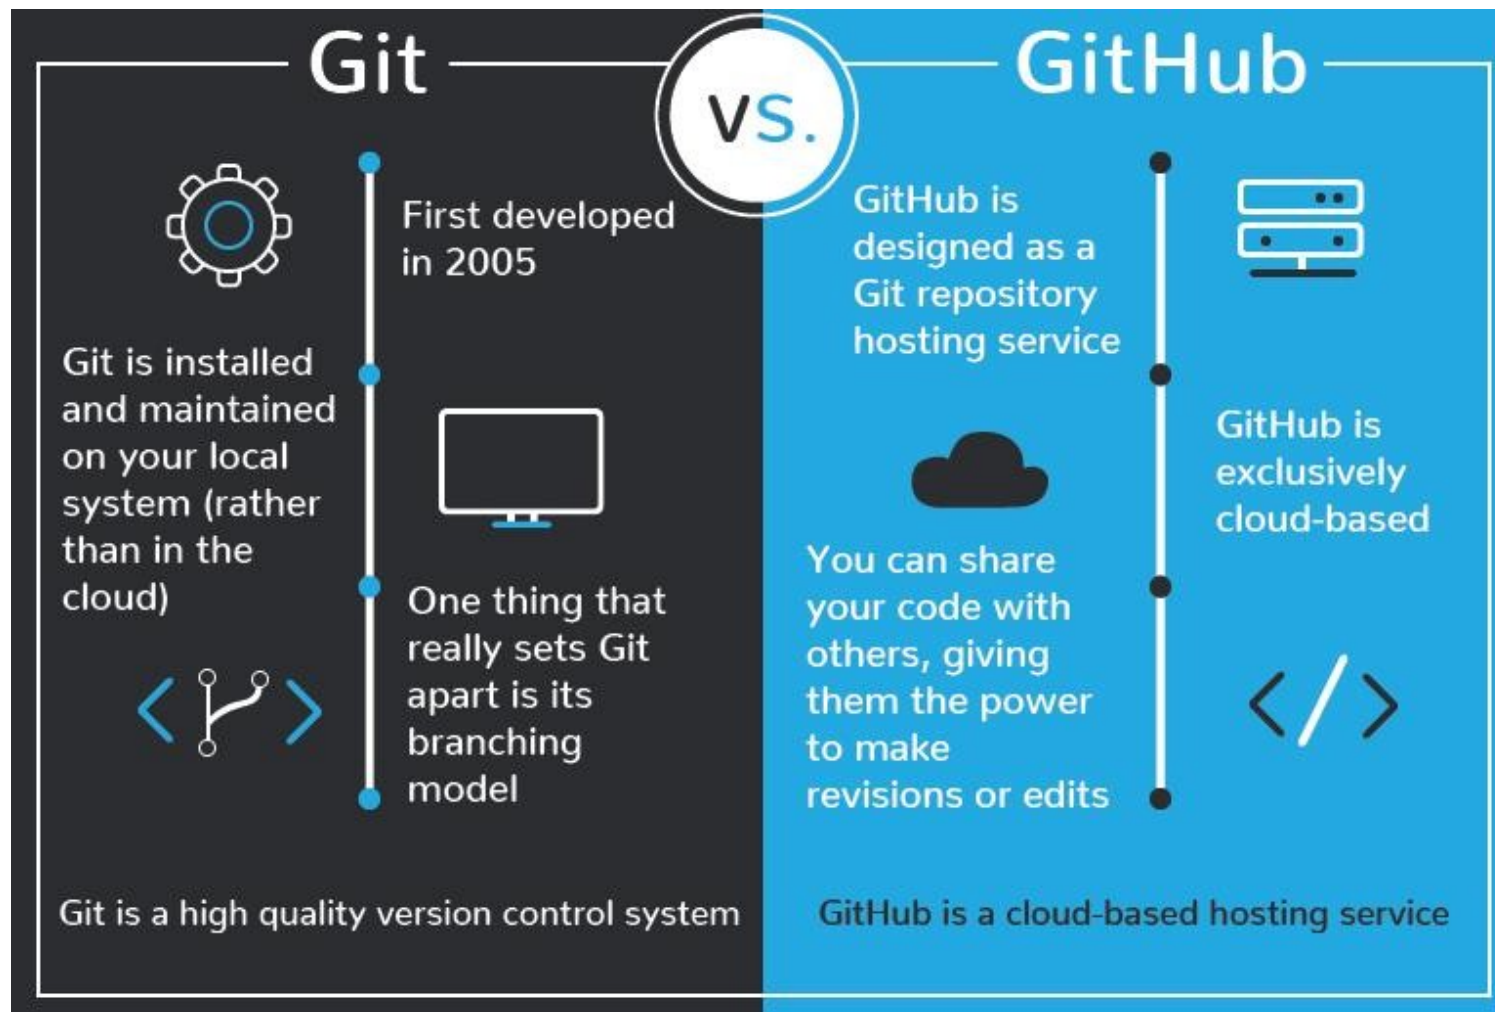 Git
vs.
GitHub
First developed
in 2005
Git is installed
and maintained
on your local
system (rather
than in the
cloud)
One thing that
really sets Git
apart is its
branching
model
Git is a high quality version control system
GitHub is
designed as a
Git repository
hosting service
GitHub is
exclusively
cloud-based
You can share
your code with
others, giving
them the power
to make
revisions or edits
GitHub is a cloud-based hosting service